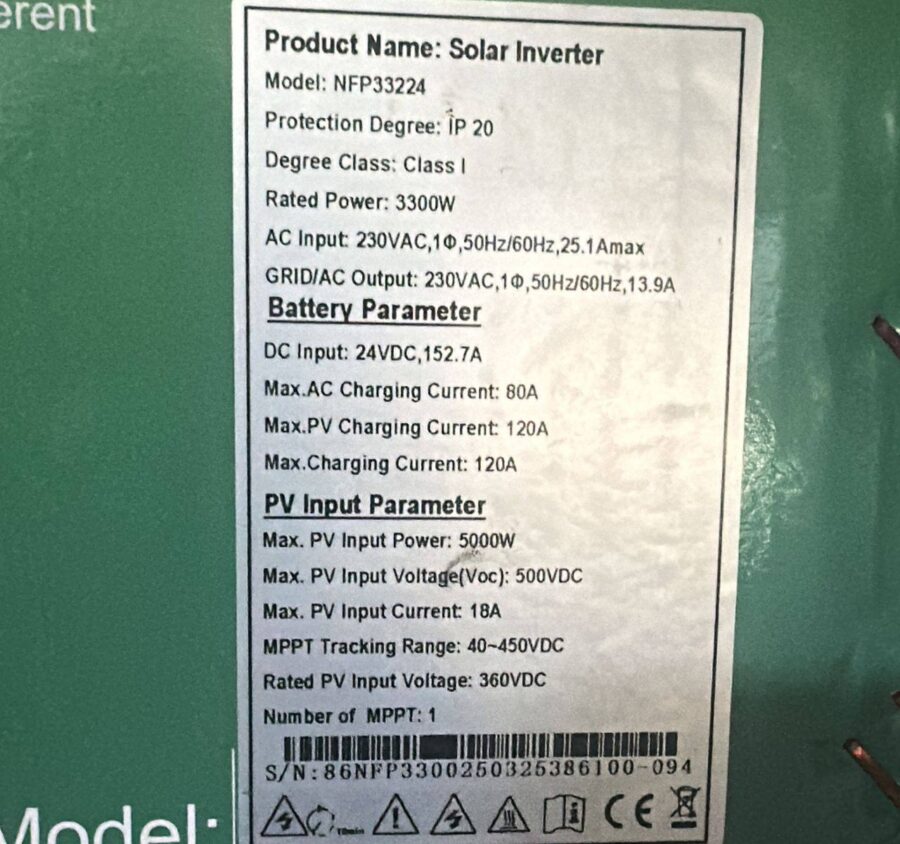 erent
Product Name: Solar Inverter
Model: NFP33224
Protection Degree: IP 20
Degree Class: Class I
Rated Power: 3300W
AC Input: 230VAC,1Φ,50Hz/60Hz,25.1Amax
GRID/AC Output: 230VAC,1Φ,50Hz/60Hz,13.9A
Battery Parameter
DC Input: 24VDC,152.7A
Max.AC Charging Current: 80A
Max.PV Charging Current: 120A
Max.Charging Current: 120A
PV Input Parameter
Max. PV Input Power: 5000W
Max. PV Input Voltage(Voc): 500VDC
Max. PV Input Current: 18A
MPPT Tracking Range: 40~450VDC
Rated PV Input Voltage: 360VDC
Number of MPPT: 1
S/N:86NFP3300250325386100-094
10min CE
Model: